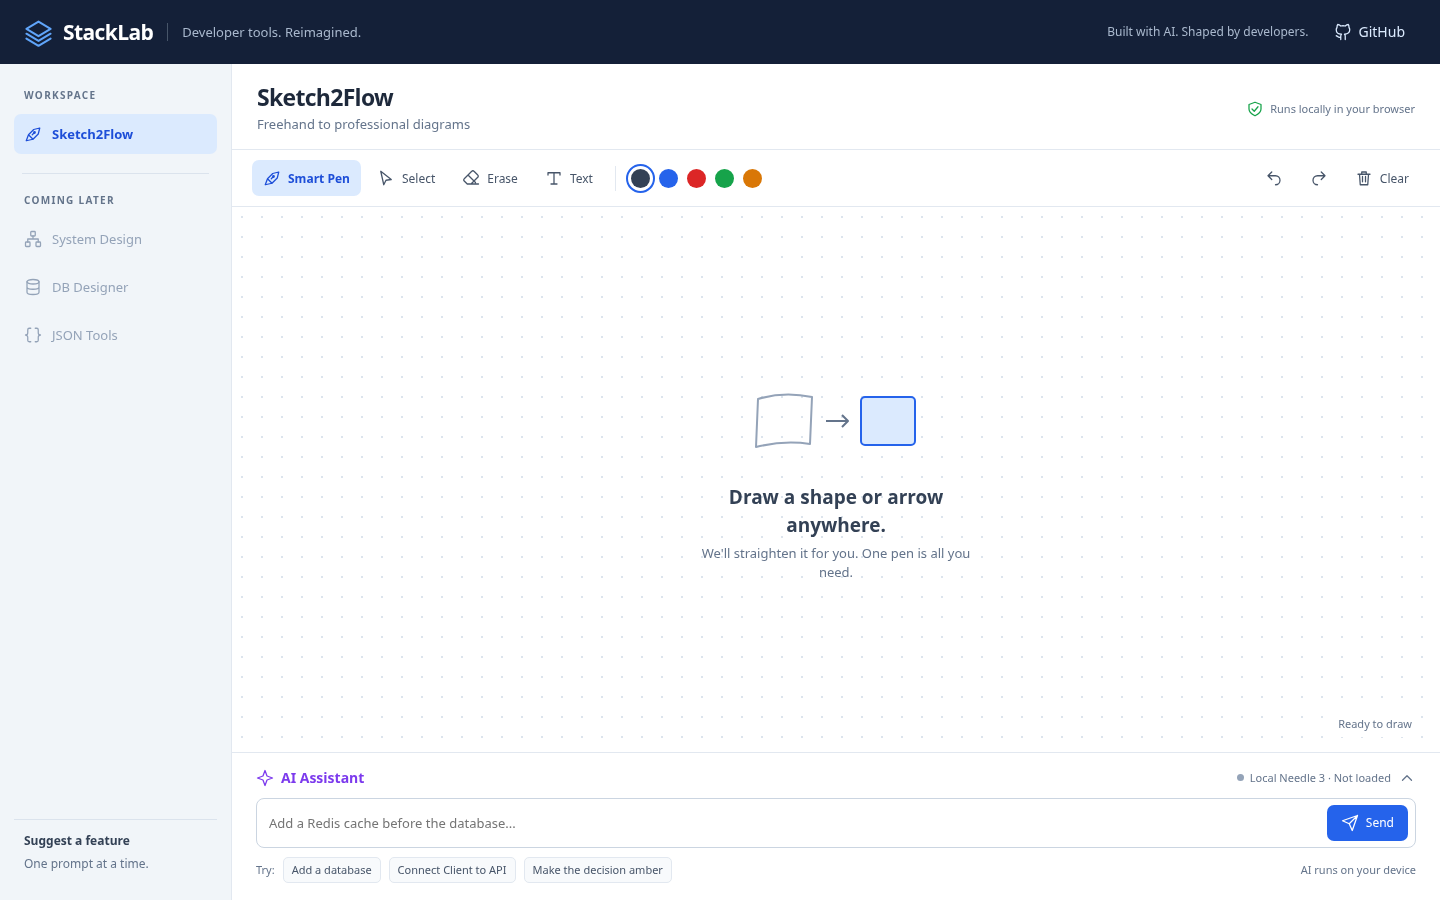 StackLab
Developer tools. Reimagined.
Built with AI. Shaped by developers.
GitHub
WORKSPACE
Sketch2Flow
COMING LATER
System Design
DB Designer
JSON Tools
Suggest a feature
One prompt at a time.
Sketch2Flow
Freehand to professional diagrams
Runs locally in your browser
Smart Pen
Select
Erase
Text
Clear
Draw a shape or arrow
anywhere.
We'll straighten it for you. One pen is all you
need.
Ready to draw
AI Assistant
Local Needle 3 · Not loaded
Add a Redis cache before the database...
Send
Try:
Add a database
Connect Client to API
Make the decision amber
AI runs on your device